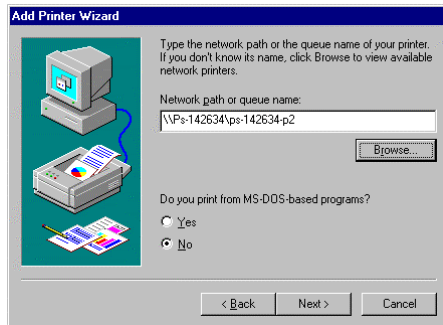 Add Printer Wizard
Type the network path or the queue name of your printer.
If you don't know its name, click Browse to view available
network printers.
Network path or queue name:
\\Ps-142634\ps-142634-p2
Browse...
Do you print from MS-DOS-based programs?
Yes
No
< Back
Next >
Cancel